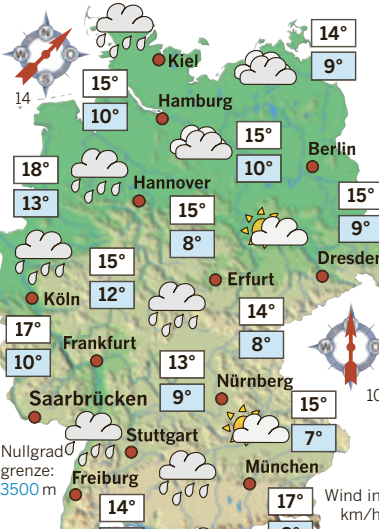 N
W
O
S
14
14°
9°
Kiel
15°
10°
Hamburg
15°
10°
Berlin
18°
13°
Hannover
15°
8°
15°
9°
Dresden
15°
12°
Erfurt
Köln
14°
8°
17°
10°
Frankfurt
13°
9°
N
W
S
10
Nürnberg
Saarbrücken
15°
7°
Stuttgart
Nullgrad
grenze:
3500 m
München
Freiburg
14°
17°
Wind in
km/h